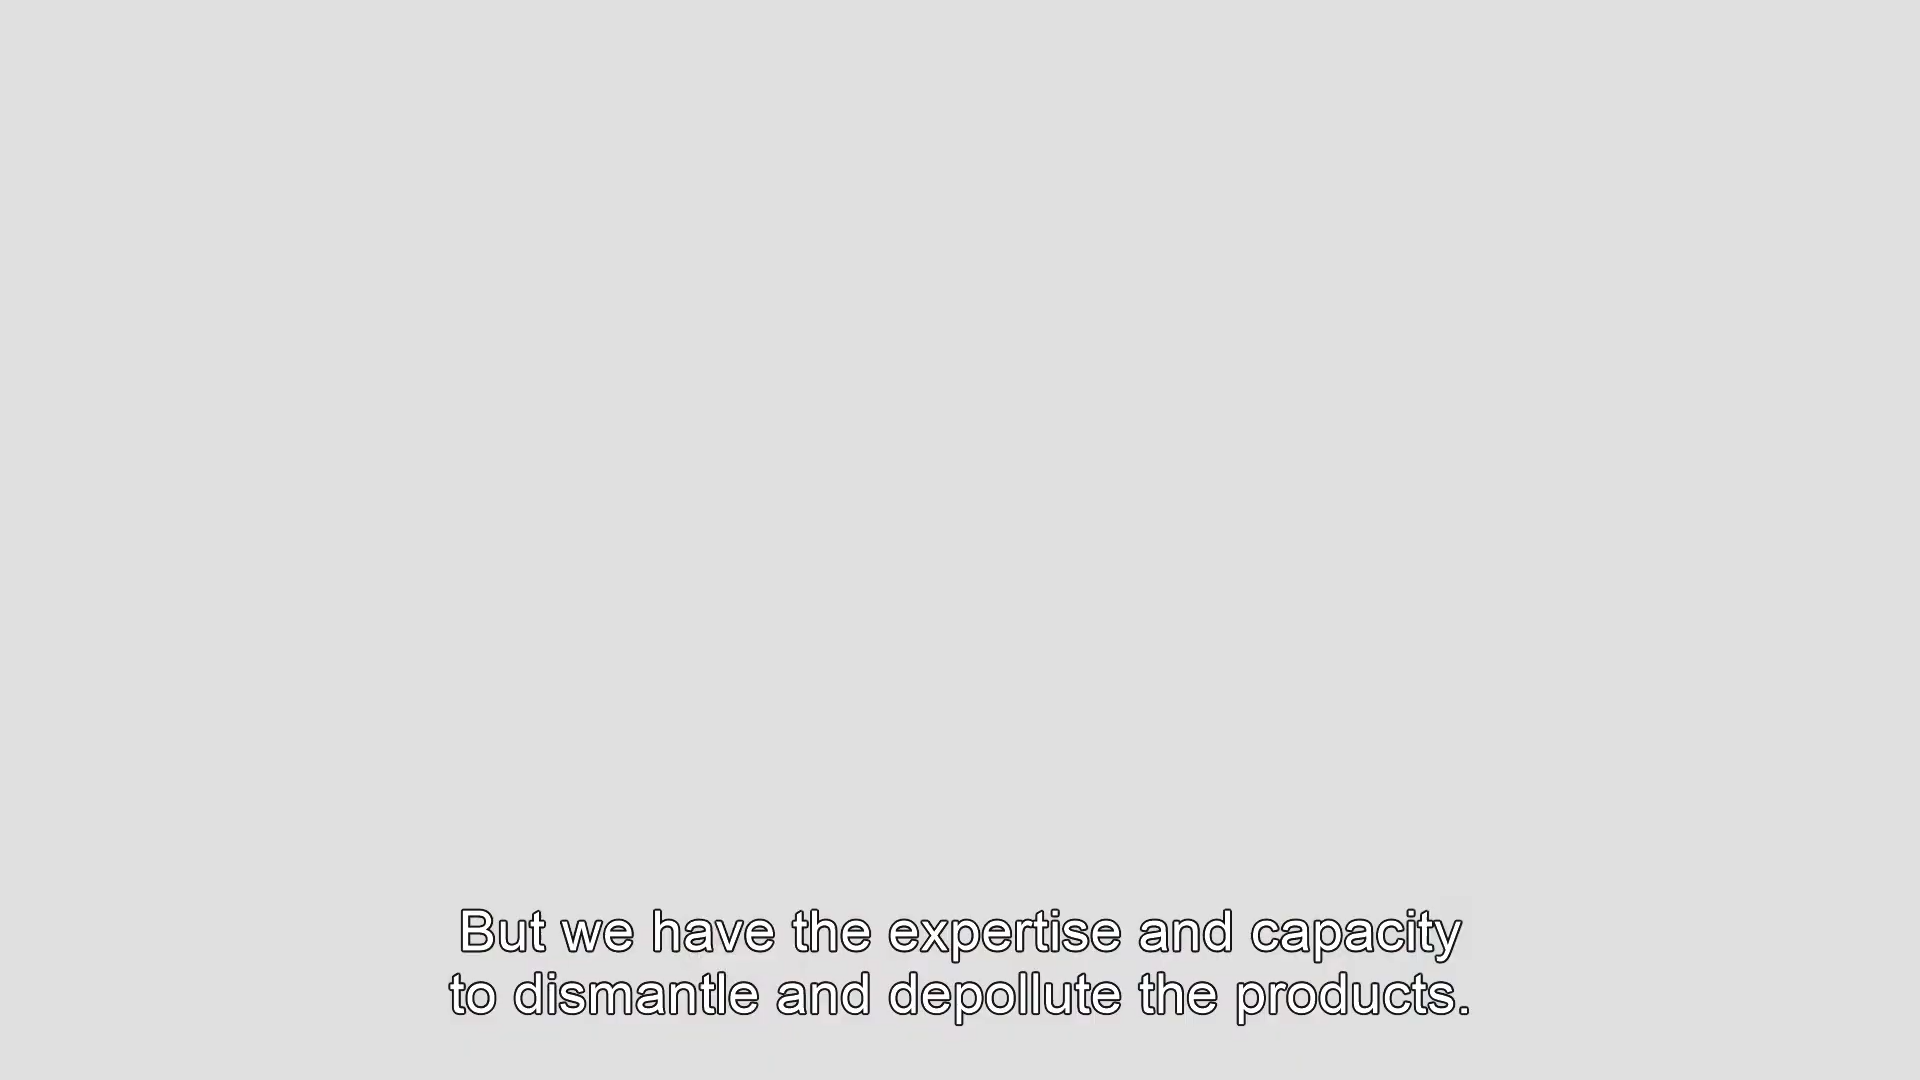 But we have the expertise and capacity
to dismantle and depollute the products.